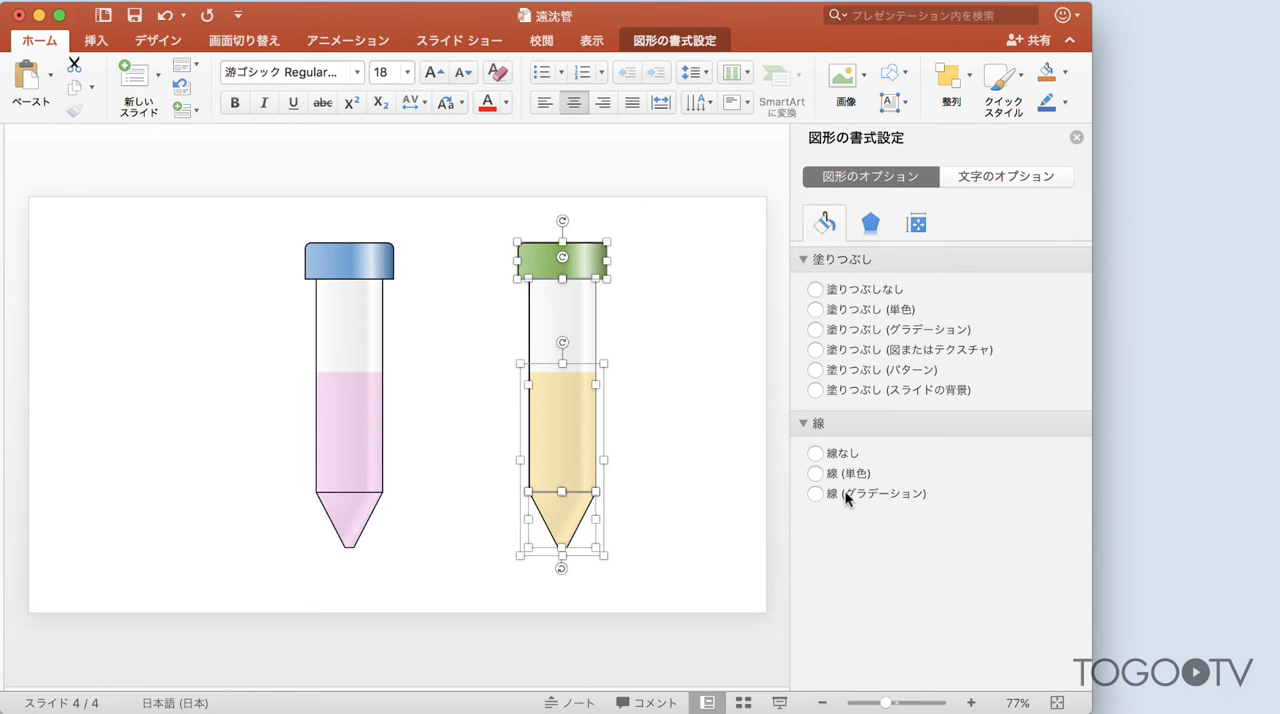 遠沈管
プレゼンテーション内を検索
ホーム 挿入 デザイン 画面切り替え アニメーション スライド ショー 校閲 表示 図形の書式設定 共有
ペースト
新しい
スライド
游ゴシック Regular... 18
B I U abc X² X₂ AV Aa A
SmartArt
に変換
画像
整列
クイック
スタイル
図形の書式設定
図形のオプション 文字のオプション
塗りつぶし
塗りつぶしなし
塗りつぶし (単色)
塗りつぶし (グラデーション)
塗りつぶし (図またはテクスチャ)
塗りつぶし (パターン)
塗りつぶし (スライドの背景)
線
線なし
線 (単色)
線 (グラデーション)
TOGOTV
スライド 4 / 4 日本語 (日本) ノート コメント 77%